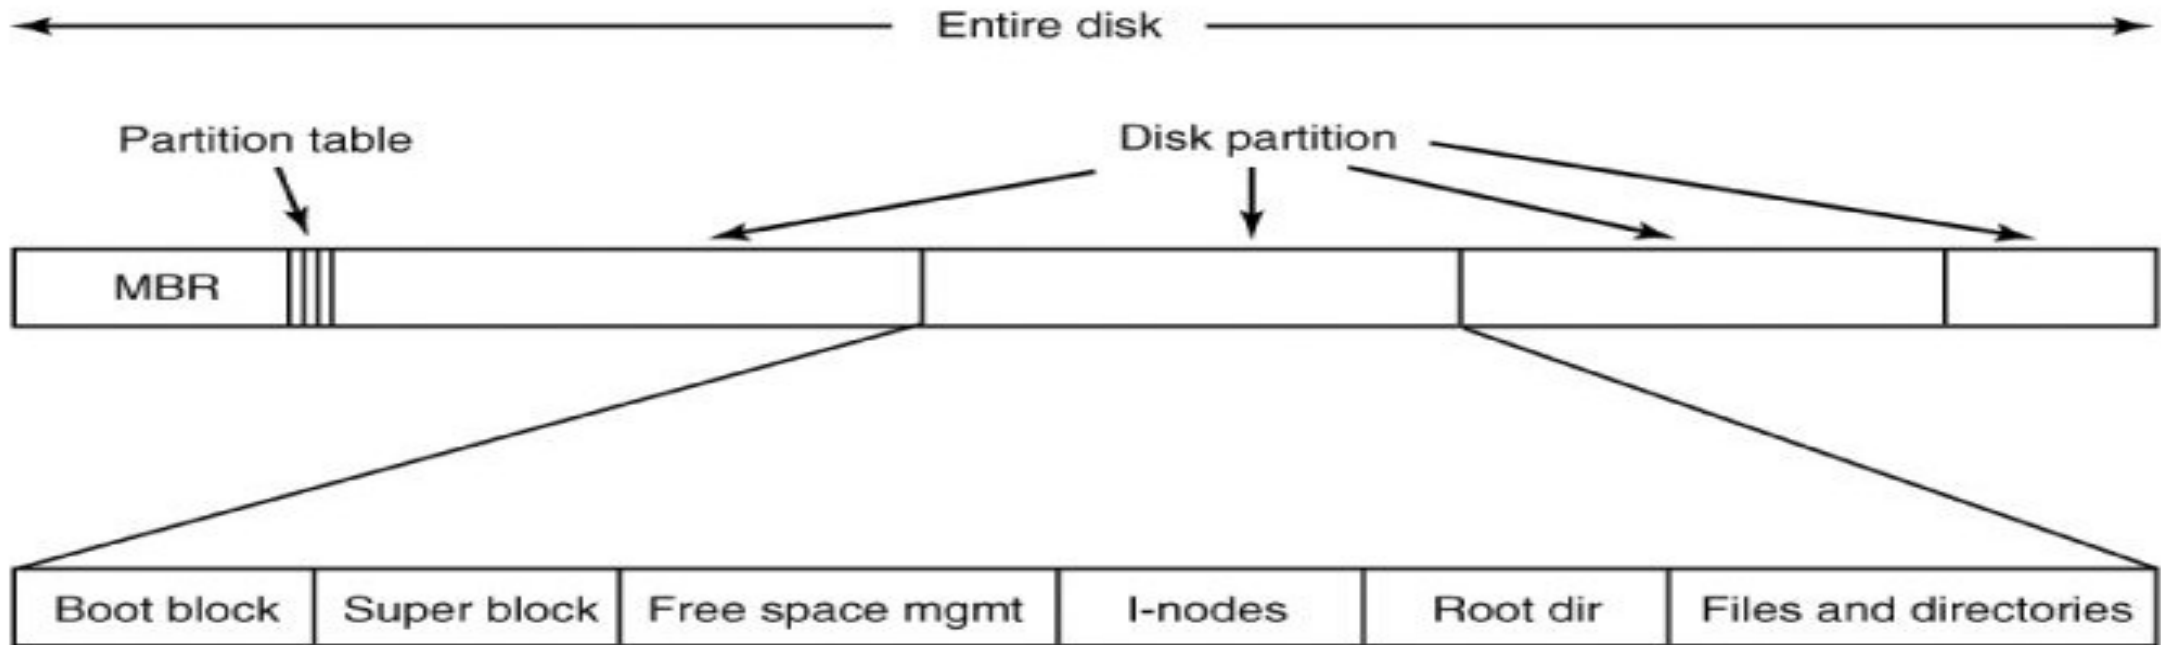 Entire disk
Partition table
Disk partition
MBR
Boot block
Super block
Free space mgmt
I-nodes
Root dir
Files and directories